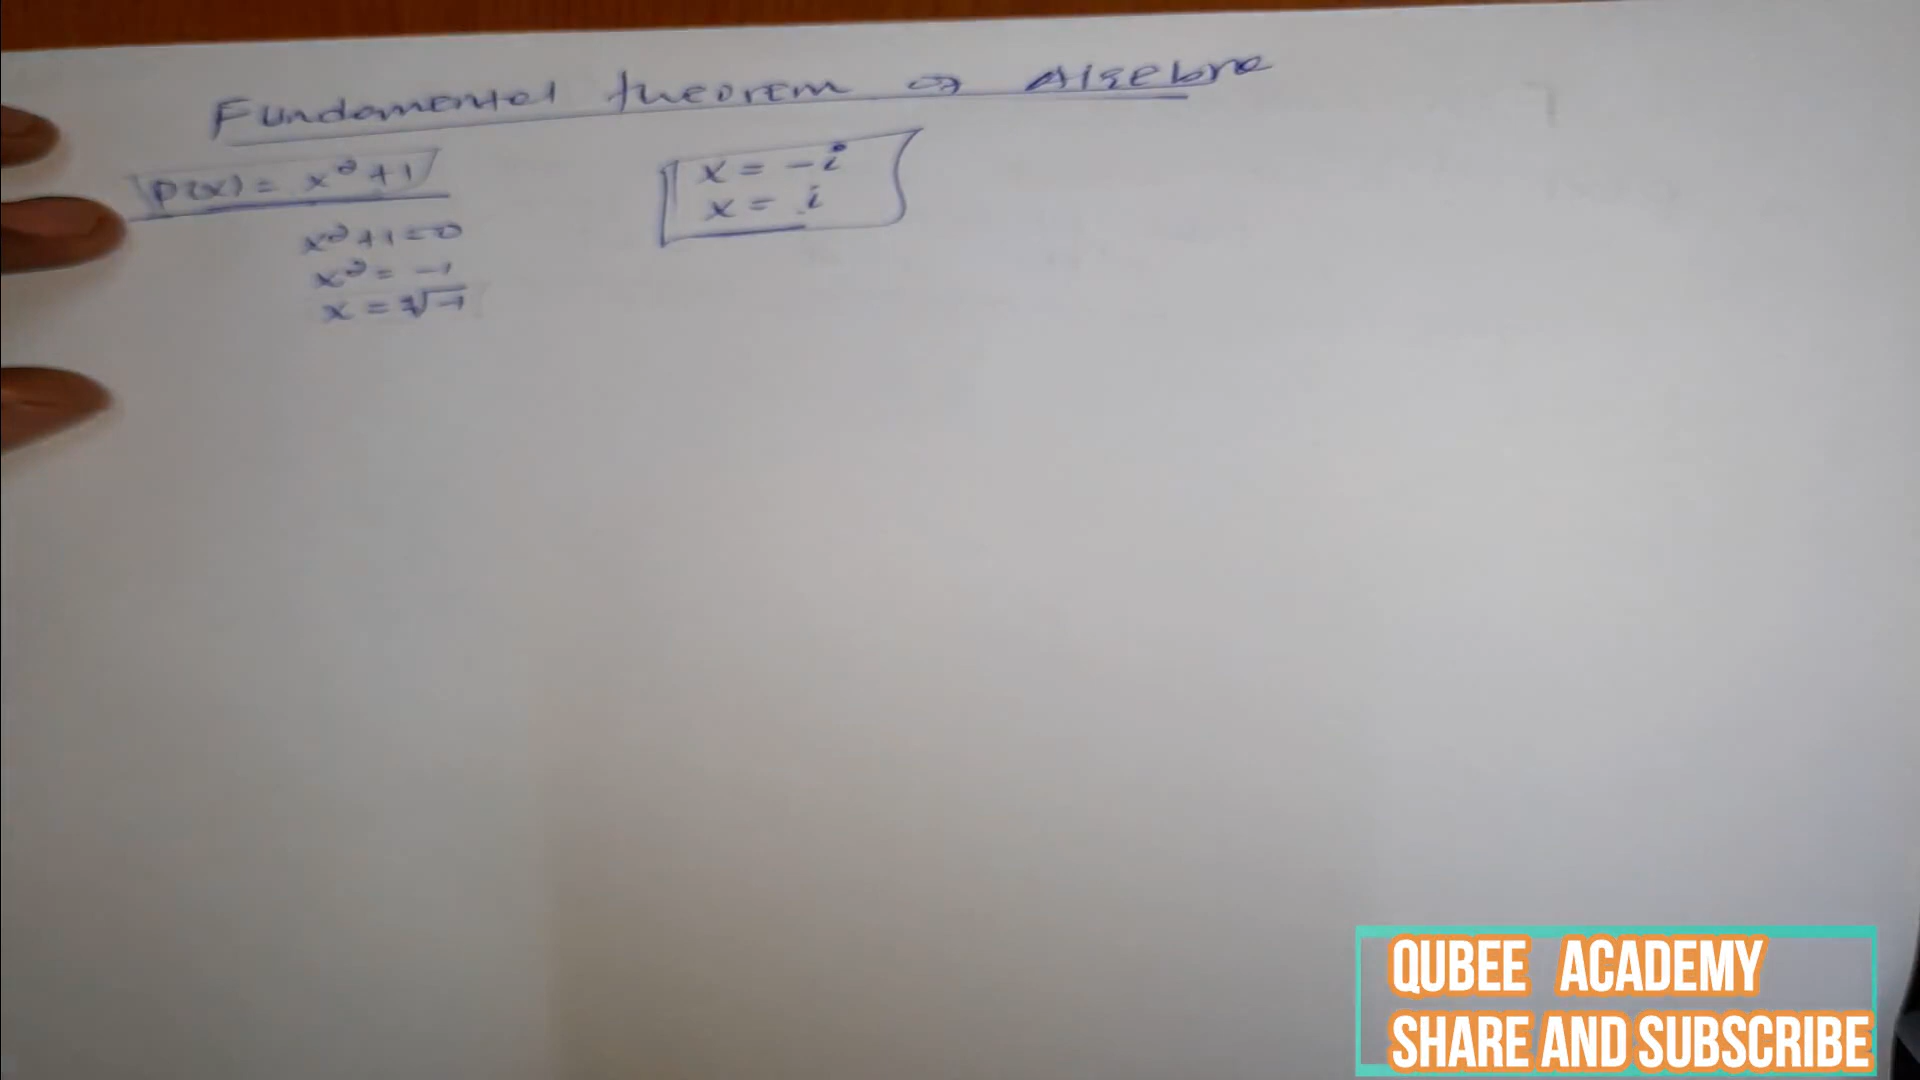 Fundamental theorem of Algebra
P(x) = x²+1
x²+1=0
x² = -1
x = ±√-1
x = -i
x = i
QUBEE ACADEMY
SHARE AND SUBSCRIBE